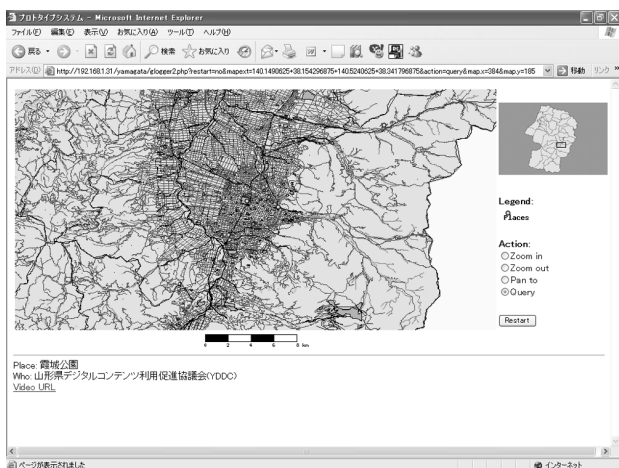 プロトタイプシステム - Microsoft Internet Explorer
ファイル(F) 編集(E) 表示(V) お気に入り(A) ツール(T) ヘルプ(H)
戻る 検索 お気に入り
アドレス(D) http://192.168.1.31/yamagata/glogger2.php?restart=no&mapext=140.1490625+38.154296875+140.5240625+38.341796875&action=query&map.x=384&map.y=185 移動 リンク »
Legend:
Places
Action:
Zoom in
Zoom out
Pan to
Query
Restart
0 2 4 6 8 km
Place: 霞城公園
Who: 山形県デジタルコンテンツ利用促進協議会(YDDC)
Video URL
ページが表示されました インターネット